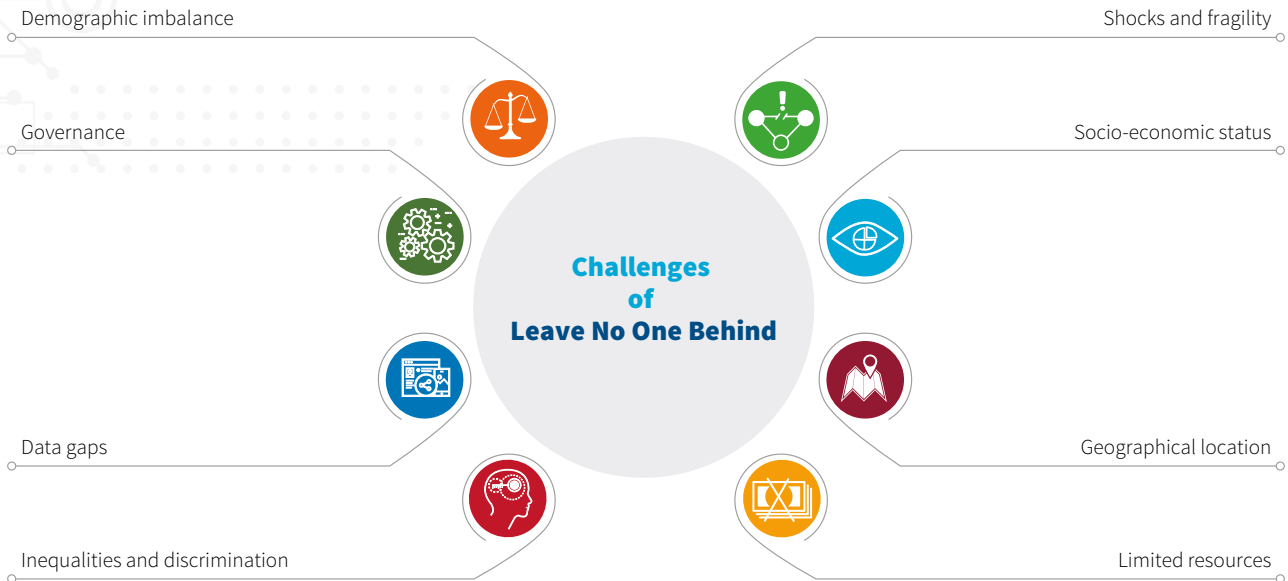 Demographic imbalance
Shocks and fragility
Governance
Socio-economic status
Challenges
of
Leave No One Behind
Data gaps
Geographical location
Inequalities and discrimination
Limited resources